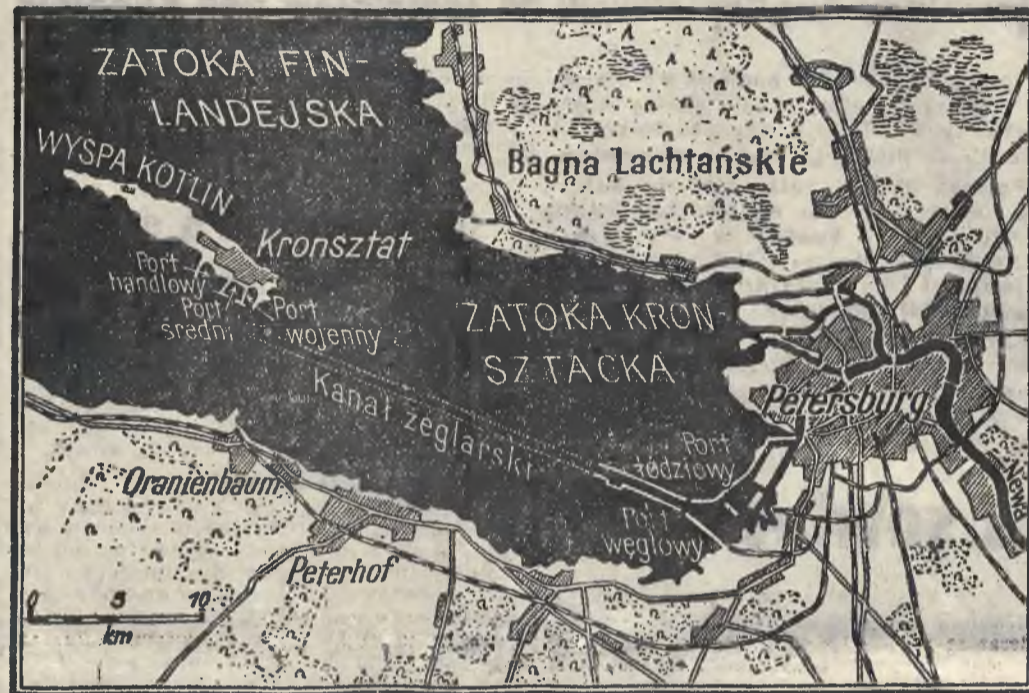 ZATOKA FIN-
LANDEJSKA
WYSPA KOTLIN
Kronsztat
Port
handlowy
Port
średni
Port
wojenny
Bagna Lachtańskie
ZATOKA KRON-
SZTACKA
Kanał żeglarski
Petersburg
Port
łodziowy
Port
węglowy
Newa
Oranienbaum
Peterhof
0 5 10
km